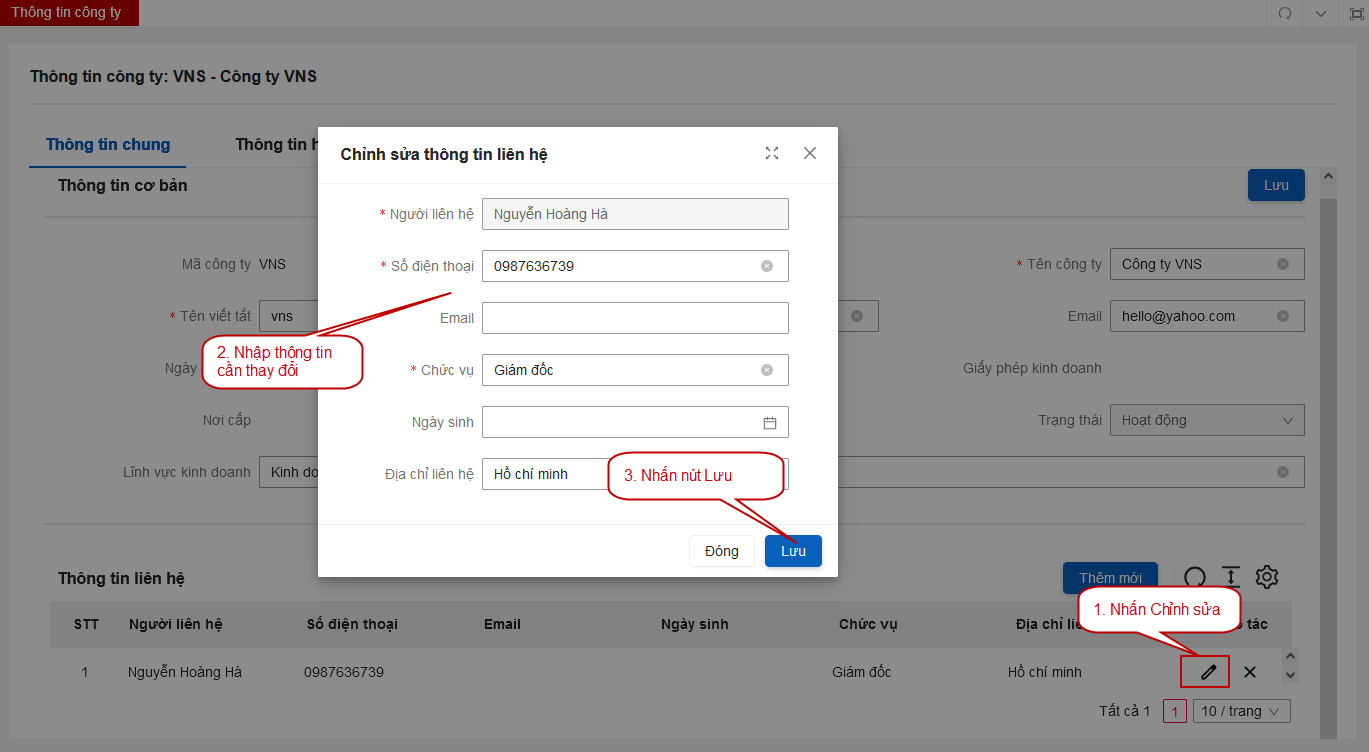 Thông tin công ty
Thông tin công ty: VNS - Công ty VNS
Thông tin chung
Thông tin h
Thông tin cơ bản
Lưu
Mã công ty VNS
* Tên công ty Công ty VNS
* Tên viết tắt vns
Email hello@yahoo.com
Ngày
Giấy phép kinh doanh
Nơi cấp
Trạng thái Hoạt động
Lĩnh vực kinh doanh Kinh do
Chỉnh sửa thông tin liên hệ
* Người liên hệ Nguyễn Hoàng Hà
* Số điện thoại 0987636739
Email
* Chức vụ Giám đốc
Ngày sinh
Địa chỉ liên hệ Hồ chí minh
Đóng Lưu
2. Nhập thông tin
cần thay đổi
3. Nhấn nút Lưu
Thông tin liên hệ
Thêm mới
1. Nhấn Chỉnh sửa
STT Người liên hệ Số điện thoại Email Ngày sinh Chức vụ Địa chỉ liê tác
1 Nguyễn Hoàng Hà 0987636739 Giám đốc Hồ chí minh
Tất cả 1 1 10 / trang